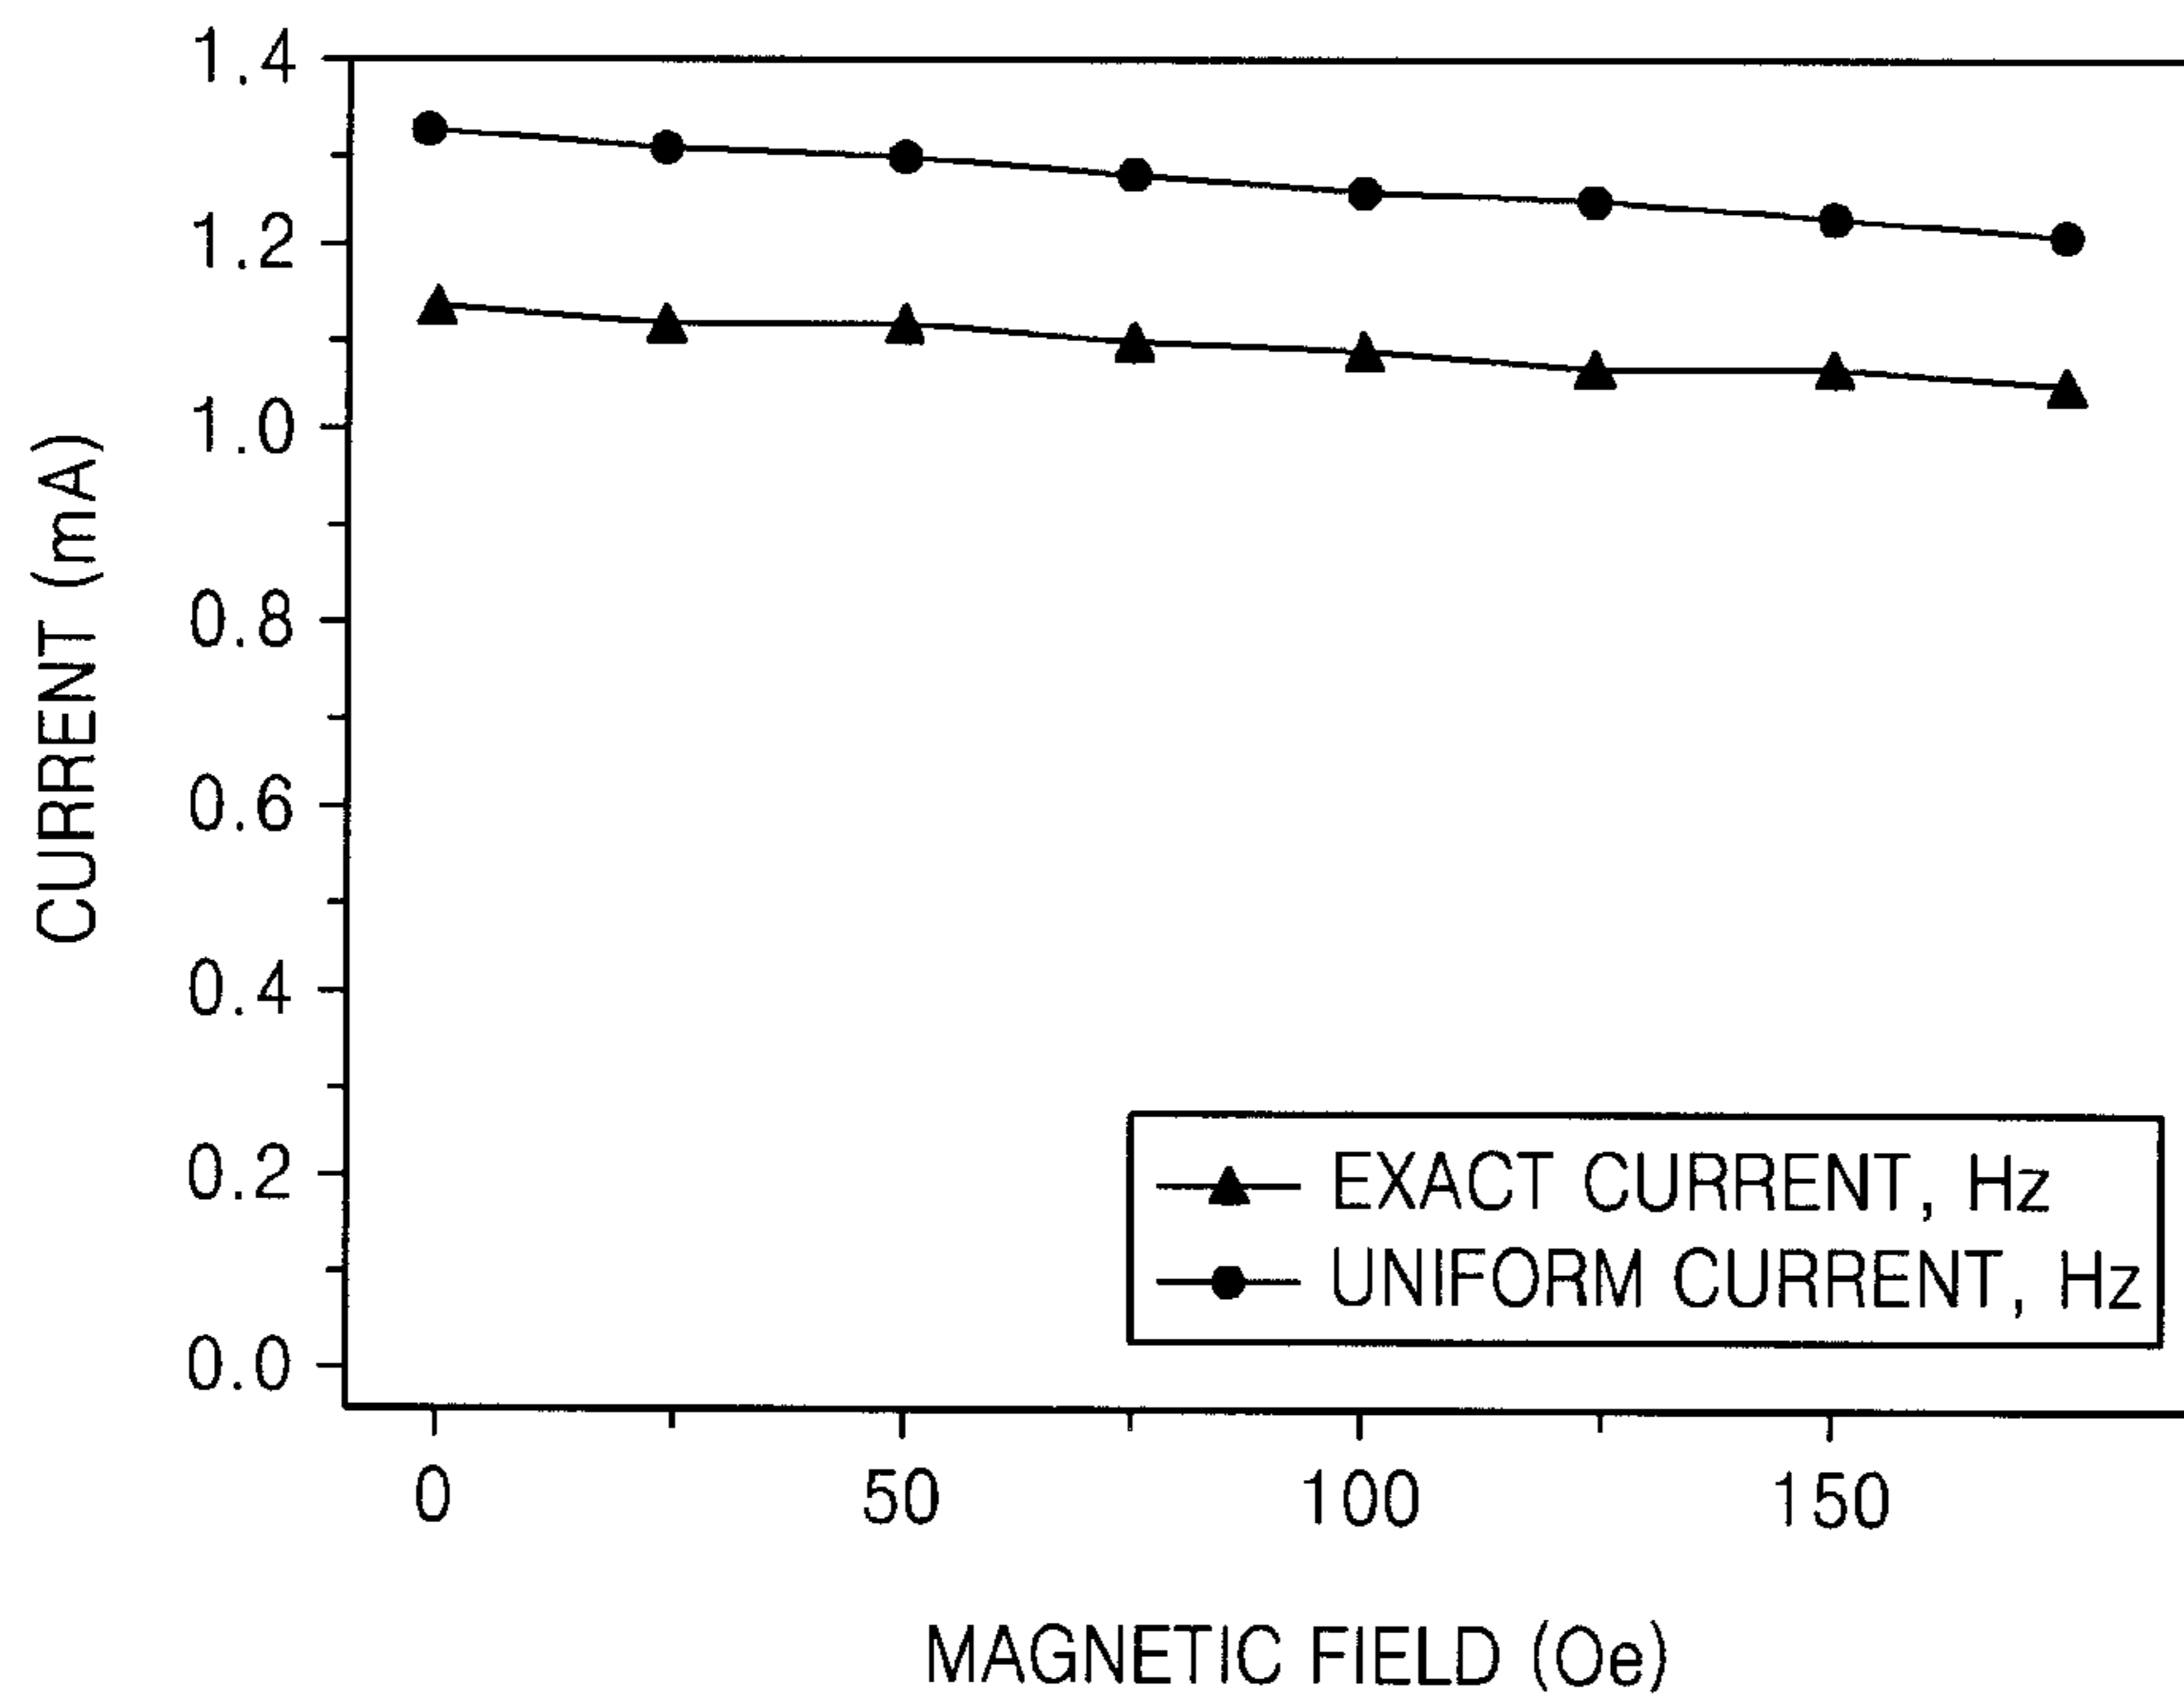 1.4
1.2
1.0
0.8
0.6
0.4
0.2
0.0
CURRENT (mA)
EXACT CURRENT, Hz
UNIFORM CURRENT, Hz
0 50 100 150
MAGNETIC FIELD (Oe)